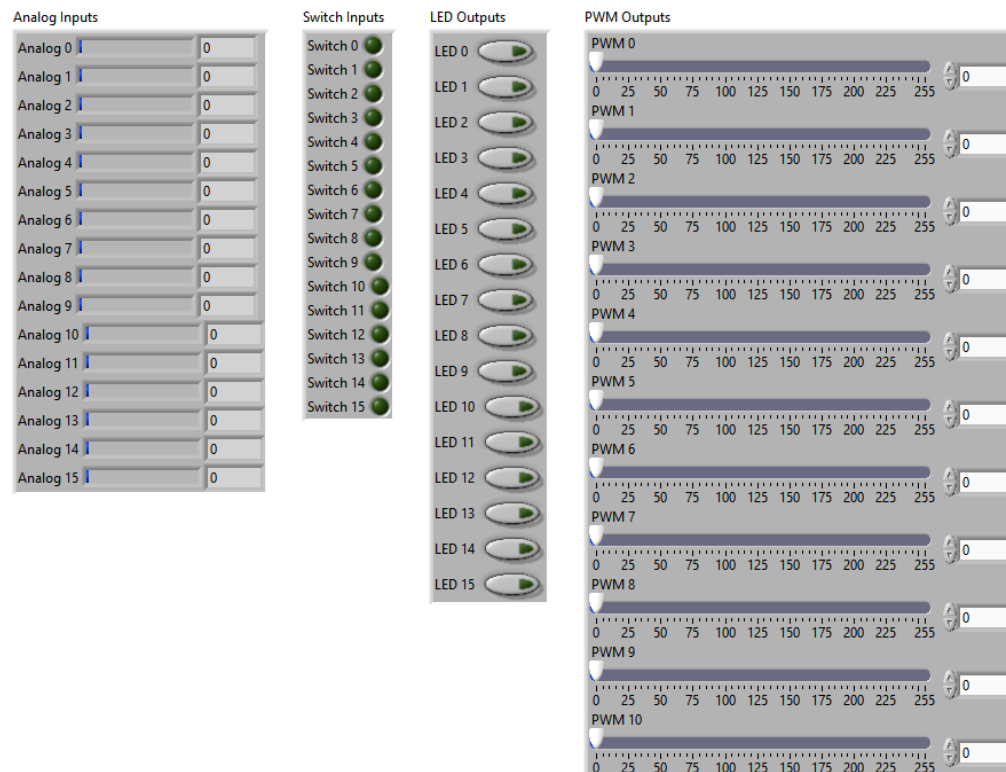 Analog Inputs
Analog 0 0
Analog 1 0
Analog 2 0
Analog 3 0
Analog 4 0
Analog 5 0
Analog 6 0
Analog 7 0
Analog 8 0
Analog 9 0
Analog 10 0
Analog 11 0
Analog 12 0
Analog 13 0
Analog 14 0
Analog 15 0
Switch Inputs
Switch 0
Switch 1
Switch 2
Switch 3
Switch 4
Switch 5
Switch 6
Switch 7
Switch 8
Switch 9
Switch 10
Switch 11
Switch 12
Switch 13
Switch 14
Switch 15
LED Outputs
LED 0
LED 1
LED 2
LED 3
LED 4
LED 5
LED 6
LED 7
LED 8
LED 9
LED 10
LED 11
LED 12
LED 13
LED 14
LED 15
PWM Outputs
PWM 0
0
0 25 50 75 100 125 150 175 200 225 255
PWM 1
0
0 25 50 75 100 125 150 175 200 225 255
PWM 2
0
0 25 50 75 100 125 150 175 200 225 255
PWM 3
0
0 25 50 75 100 125 150 175 200 225 255
PWM 4
0
0 25 50 75 100 125 150 175 200 225 255
PWM 5
0
0 25 50 75 100 125 150 175 200 225 255
PWM 6
0
0 25 50 75 100 125 150 175 200 225 255
PWM 7
0
0 25 50 75 100 125 150 175 200 225 255
PWM 8
0
0 25 50 75 100 125 150 175 200 225 255
PWM 9
0
0 25 50 75 100 125 150 175 200 225 255
PWM 10
0
0 25 50 75 100 125 150 175 200 225 255